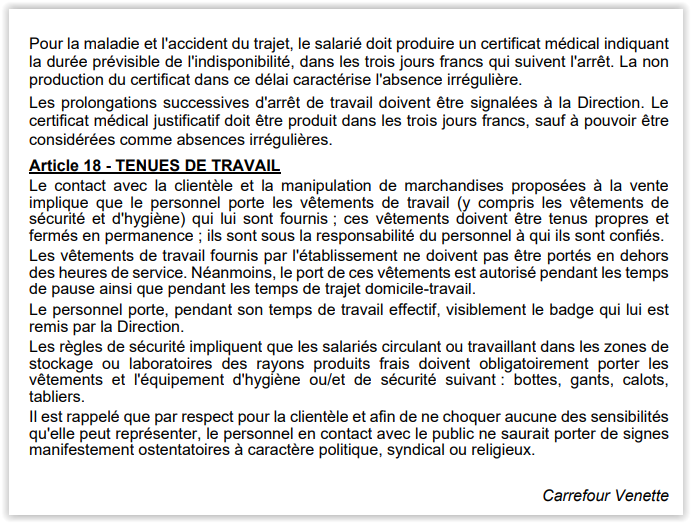 Pour la maladie et l'accident du trajet, le salarié doit produire un certificat médical indiquant
la durée prévisible de l'indisponibilité, dans les trois jours francs qui suivent l'arrêt. La non
production du certificat dans ce délai caractérise l'absence irrégulière.
Les prolongations successives d'arrêt de travail doivent être signalées à la Direction. Le
certificat médical justificatif doit être produit dans les trois jours francs, sauf à pouvoir être
considérées comme absences irrégulières.
Article 18 - TENUES DE TRAVAIL
Le contact avec la clientèle et la manipulation de marchandises proposées à la vente
implique que le personnel porte les vêtements de travail (y compris les vêtements de
sécurité et d'hygiène) qui lui sont fournis ; ces vêtements doivent être tenus propres et
fermés en permanence ; ils sont sous la responsabilité du personnel à qui ils sont confiés.
Les vêtements de travail fournis par l'établissement ne doivent pas être portés en dehors
des heures de service. Néanmoins, le port de ces vêtements est autorisé pendant les temps
de pause ainsi que pendant les temps de trajet domicile-travail.
Le personnel porte, pendant son temps de travail effectif, visiblement le badge qui lui est
remis par la Direction.
Les règles de sécurité impliquent que les salariés circulant ou travaillant dans les zones de
stockage ou laboratoires des rayons produits frais doivent obligatoirement porter les
vêtements et l'équipement d'hygiène ou/et de sécurité suivant : bottes, gants, calots,
tabliers.
Il est rappelé que par respect pour la clientèle et afin de ne choquer aucune des sensibilités
qu'elle peut représenter, le personnel en contact avec le public ne saurait porter de signes
manifestement ostentatoires à caractère politique, syndical ou religieux.
Carrefour Venette